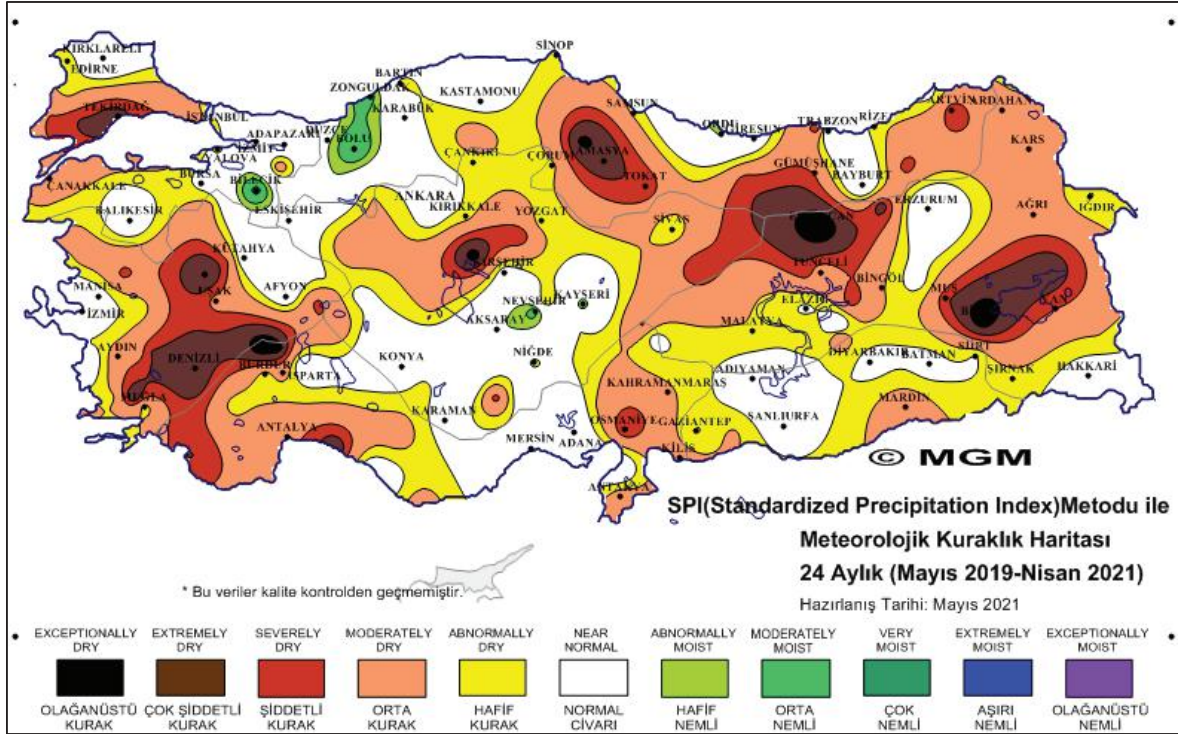 KIRKLARELİ
EDİRNE
TEKİRDAĞ
İSTANBUL
SİNOP
BARTIN
ZONGULDAK
KASTAMONU
KARABÜK
SAMSUN
ADAPAZARI
DÜZCE
BOLU
İZMİT
YALOVA
BURSA
BİLECİK
ÇANAKKALE
BALIKESİR
ESKİŞEHİR
ANKARA
ÇANKIRI
ÇORUM
AMASYA
TOKAT
ORDU
GİRESUN
TRABZON
RİZE
ARTVİN
ARDAHAN
KARS
GÜMÜŞHANE
BAYBURT
ERZURUM
AĞRI
IĞDIR
KIRIKKALE
YOZGAT
SİVAS
KÜTAHYA
KIRŞEHİR
TUNCELİ
BİNGÖL
MUŞ
MANİSA
UŞAK
AFYON
İZMİR
NEVŞEHİR
KAYSERİ
AKSARAY
ELAZIĞ
MALATYA
AYDIN
DENİZLİ
BURDUR
ISPARTA
KONYA
NİĞDE
DİYARBAKIR
BATMAN
SİİRT
ŞIRNAK
HAKKARİ
ADIYAMAN
KAHRAMANMARAŞ
MUĞLA
ANTALYA
KARAMAN
MERSİN
ADANA
OSMANİYE
GAZİANTEP
ŞANLIURFA
MARDİN
KİLİS
ANTAKYA
© MGM
SPI(Standardized Precipitation Index)Metodu ile
Meteorolojik Kuraklık Haritası
24 Aylık (Mayıs 2019-Nisan 2021)
Hazırlanış Tarihi: Mayıs 2021
* Bu veriler kalite kontrolden geçmemiştir.
EXCEPTIONALLY DRY
EXTREMELY DRY
SEVERELY DRY
MODERATELY DRY
ABNORMALLY DRY
NEAR NORMAL
ABNORMALLY MOIST
MODERATELY MOIST
VERY MOIST
EXTREMELY MOIST
EXCEPTIONALLY MOIST
OLAĞANÜSTÜ KURAK
ÇOK ŞİDDETLİ KURAK
ŞİDDETLİ KURAK
ORTA KURAK
HAFİF KURAK
NORMAL CİVARI
HAFİF NEMLİ
ORTA NEMLİ
ÇOK NEMLİ
AŞIRI NEMLİ
OLAĞANÜSTÜ NEMLİ